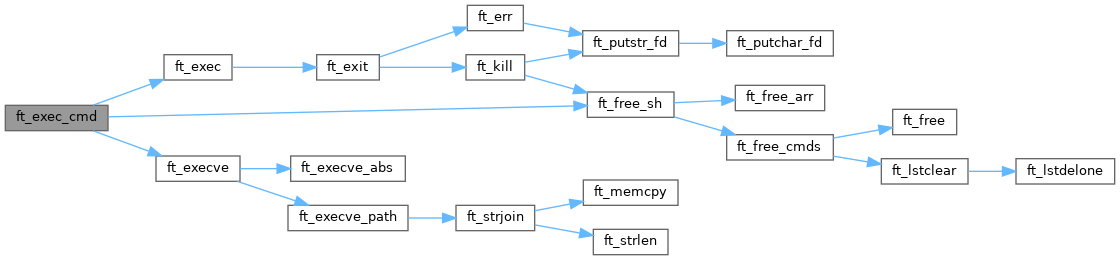 ft_exec_cmd
ft_exec
ft_exit
ft_err
ft_kill
ft_putstr_fd
ft_putchar_fd
ft_free_sh
ft_free_arr
ft_free_cmds
ft_free
ft_lstclear
ft_lstdelone
ft_execve
ft_execve_abs
ft_execve_path
ft_strjoin
ft_memcpy
ft_strlen